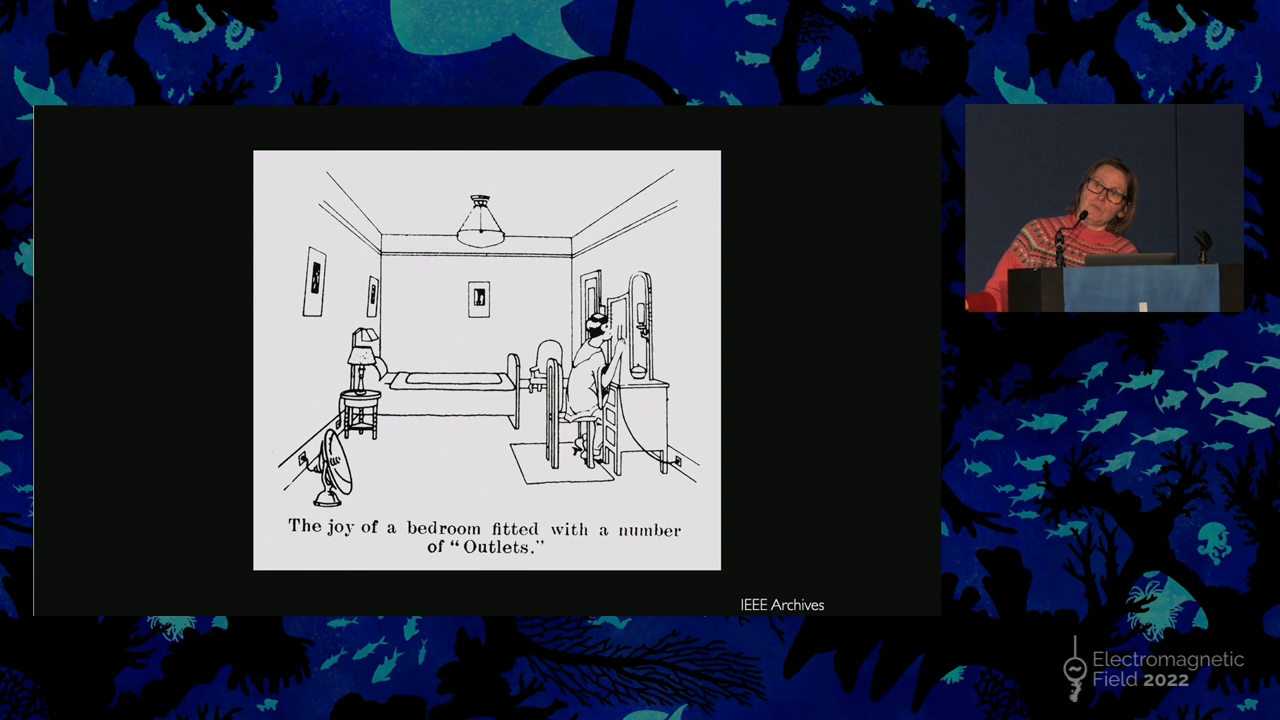 The joy of a bedroom fitted with a number
of “Outlets.”
IEEE Archives
Electromagnetic
Field 2022